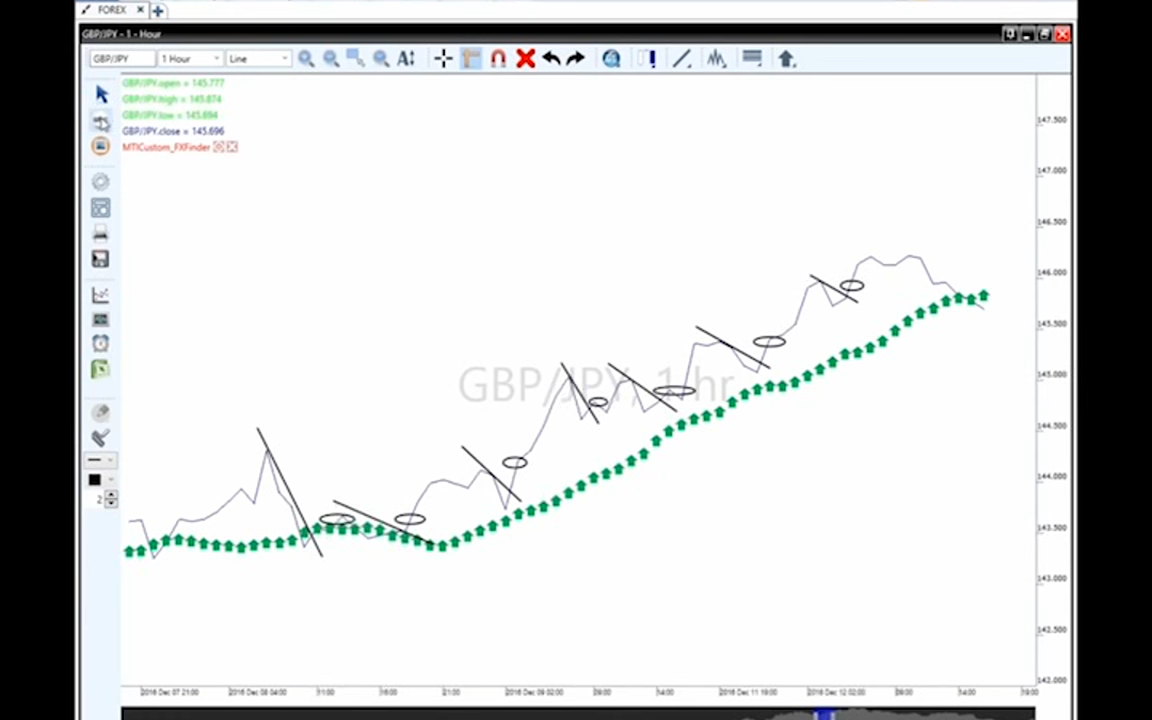 FOREX
GBP/JPY - 1 - Hour
GBP/JPY 1 Hour Line
GBP/JPY.open = 145.777
GBP/JPY.high = 145.874
GBP/JPY.low = 145.694
GBP/JPY.close = 145.696
MTICustom_FXFinder
147.500
147.000
146.500
146.000
145.500
145.000
GBP/JPY, 1 hr
144.500
144.000
2
143.500
143.000
142.500
142.000
2016 Dec 07 21:00 2016 Dec 08 04:00 11:00 16:00 21:00 2016 Dec 09 02:00 09:00 14:00 2016 Dec 11 19:00 2016 Dec 12 02:00 09:00 14:00 19:00